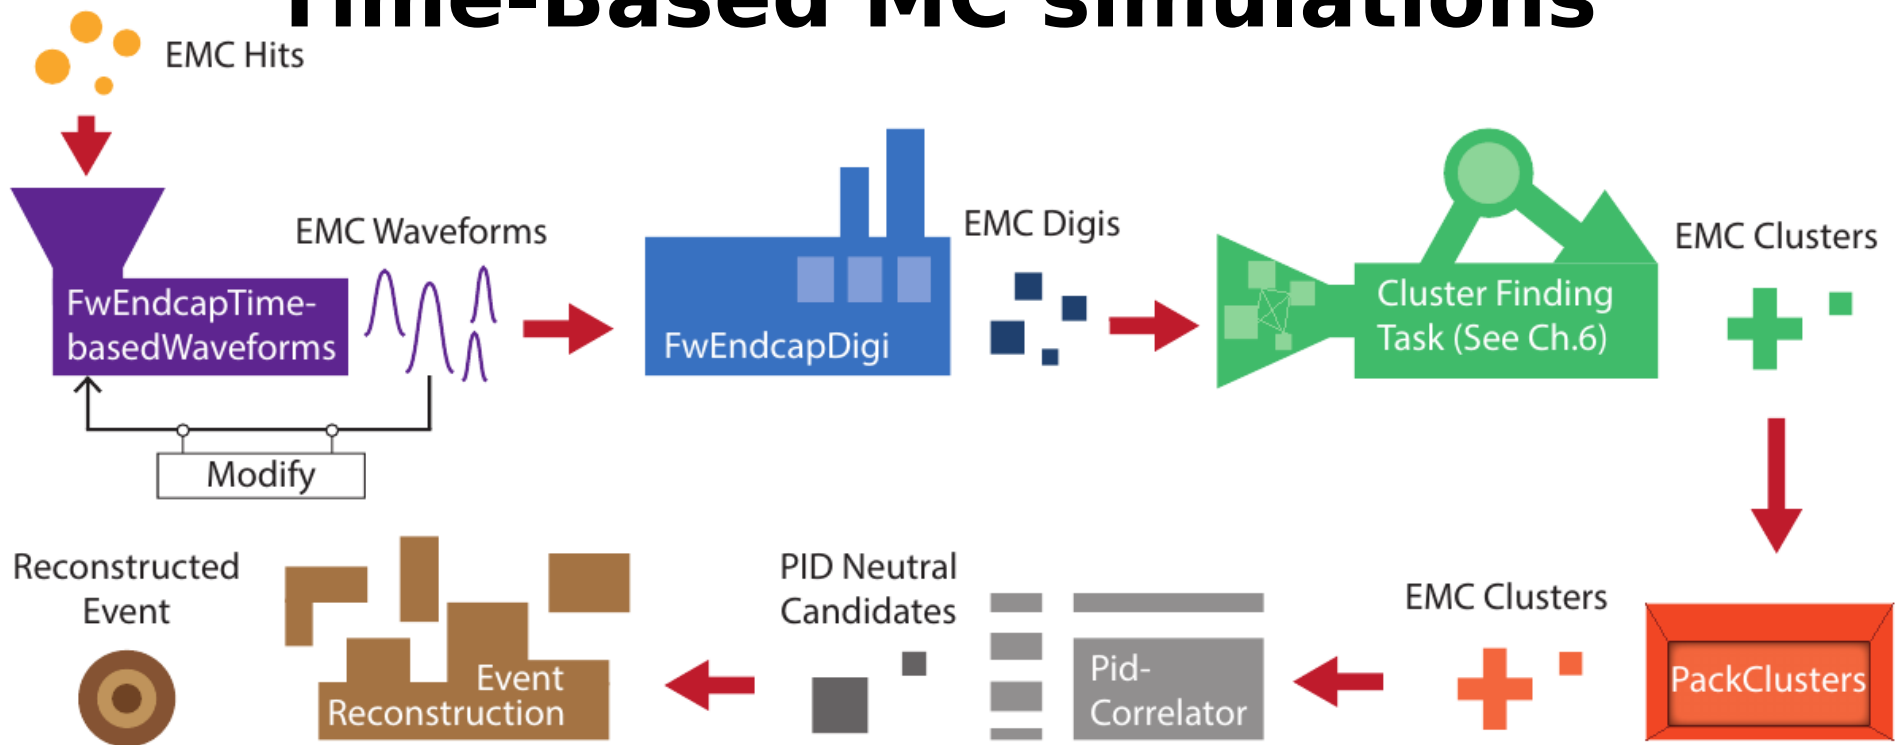 Time-Based MC simulations
EMC Hits
EMC Waveforms
EMC Digis
EMC Clusters
FwEndcapTime-
basedWaveforms
FwEndcapDigi
Cluster Finding
Task (See Ch.6)
Modify
Reconstructed
Event
Event
Reconstruction
PID Neutral
Candidates
Pid-
Correlator
EMC Clusters
PackClusters